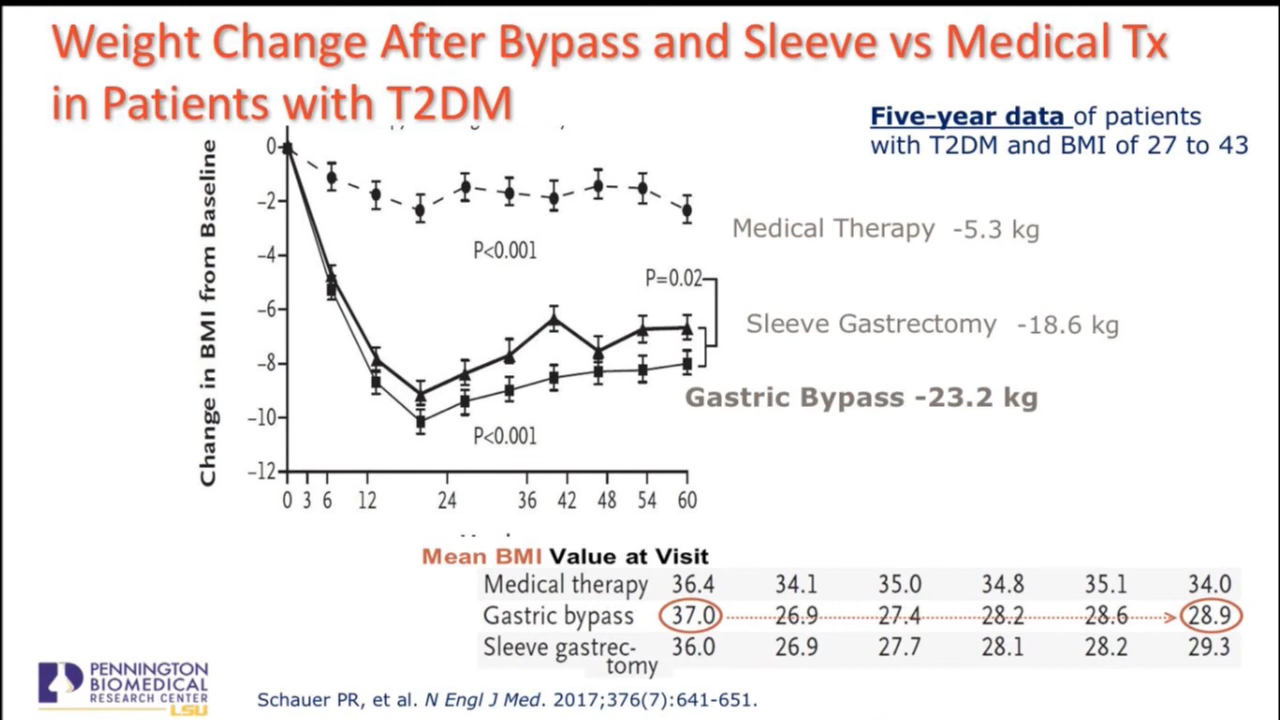 Weight Change After Bypass and Sleeve vs Medical Tx
in Patients with T2DM
Five-year data of patients
with T2DM and BMI of 27 to 43
Change in BMI from Baseline
0
−2
−4
−6
−8
−10
−12
P<0.001
P=0.02
P<0.001
Medical Therapy -5.3 kg
Sleeve Gastrectomy -18.6 kg
Gastric Bypass -23.2 kg
0 3 6 12 24 36 42 48 54 60
Mean BMI Value at Visit
Medical therapy 36.4 34.1 35.0 34.8 35.1 34.0
Gastric bypass 37.0 26.9 27.4 28.2 28.6 28.9
Sleeve gastrec- 36.0 26.9 27.7 28.1 28.2 29.3
tomy
PENNINGTON
BIOMEDICAL
RESEARCH CENTER
LSU
Schauer PR, et al. N Engl J Med. 2017;376(7):641-651.